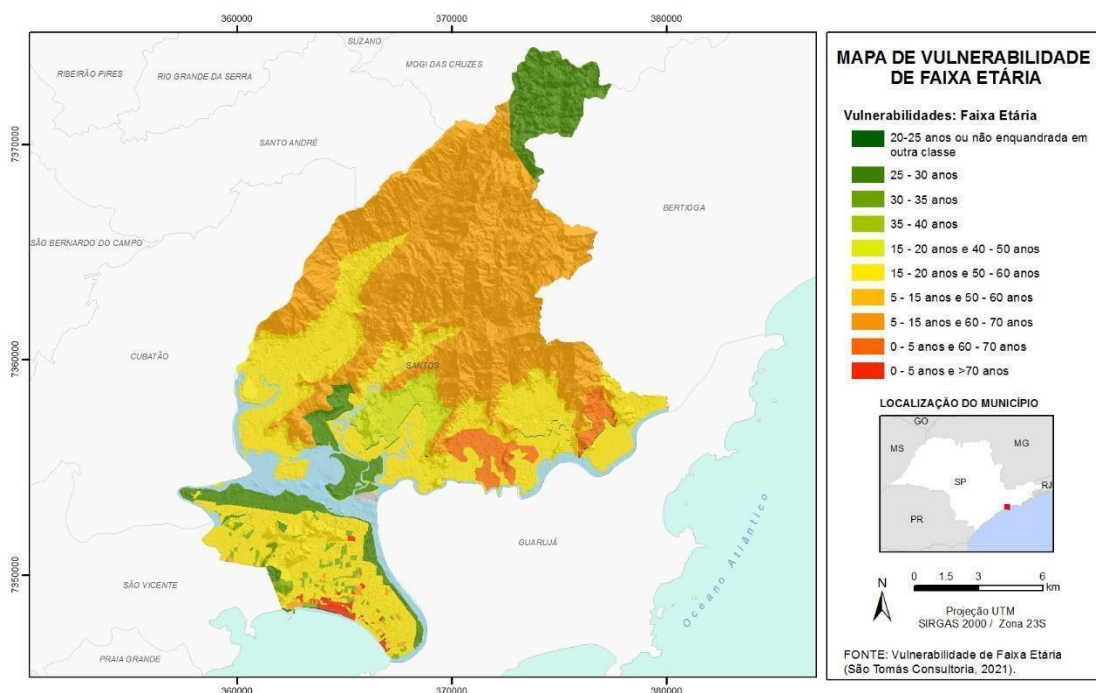 360000
370000
380000
SUZANO
MOGI DAS CRUZES
RIBEIRÃO PIRES
RIO GRANDE DA SERRA
7370000
SANTO ANDRÉ
BERTIOGA
SÃO BERNARDO DO CAMPO
CUBATÃO
7360000
SANTOS
GUARUJÁ
Oceano Atlântico
7350000
SÃO VICENTE
PRAIA GRANDE
360000
370000
380000
MAPA DE VULNERABILIDADE
DE FAIXA ETÁRIA
Vulnerabilidades: Faixa Etária
20-25 anos ou não enquandrada em
outra classe
25 - 30 anos
30 - 35 anos
35 - 40 anos
15 - 20 anos e 40 - 50 anos
15 - 20 anos e 50 - 60 anos
5 - 15 anos e 50 - 60 anos
5 - 15 anos e 60 - 70 anos
0 - 5 anos e 60 - 70 anos
0 - 5 anos e >70 anos
LOCALIZAÇÃO DO MUNICÍPIO
GO
MS
MG
SP
RJ
PR
N
0 1.5 3 6
km
Projeção UTM
SIRGAS 2000 / Zona 23S
FONTE: Vulnerabilidade de Faixa Etária
(São Tomás Consultoria, 2021).